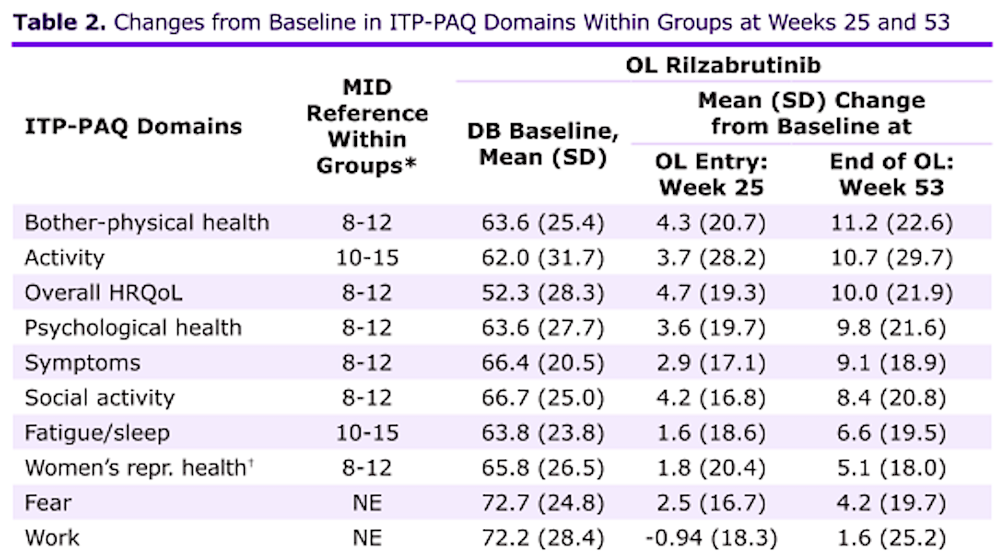 Table 2. Changes from Baseline in ITP-PAQ Domains Within Groups at Weeks 25 and 53
ITP-PAQ Domains
MID
Reference
Within
Groups*
OL Rilzabrutinib
DB Baseline,
Mean (SD)
Mean (SD) Change
from Baseline at
OL Entry:
Week 25
End of OL:
Week 53
Bother-physical health 8-12 63.6 (25.4) 4.3 (20.7) 11.2 (22.6)
Activity 10-15 62.0 (31.7) 3.7 (28.2) 10.7 (29.7)
Overall HRQoL 8-12 52.3 (28.3) 4.7 (19.3) 10.0 (21.9)
Psychological health 8-12 63.6 (27.7) 3.6 (19.7) 9.8 (21.6)
Symptoms 8-12 66.4 (20.5) 2.9 (17.1) 9.1 (18.9)
Social activity 8-12 66.7 (25.0) 4.2 (16.8) 8.4 (20.8)
Fatigue/sleep 10-15 63.8 (23.8) 1.6 (18.6) 6.6 (19.5)
Women’s repr. health† 8-12 65.8 (26.5) 1.8 (20.4) 5.1 (18.0)
Fear NE 72.7 (24.8) 2.5 (16.7) 4.2 (19.7)
Work NE 72.2 (28.4) -0.94 (18.3) 1.6 (25.2)